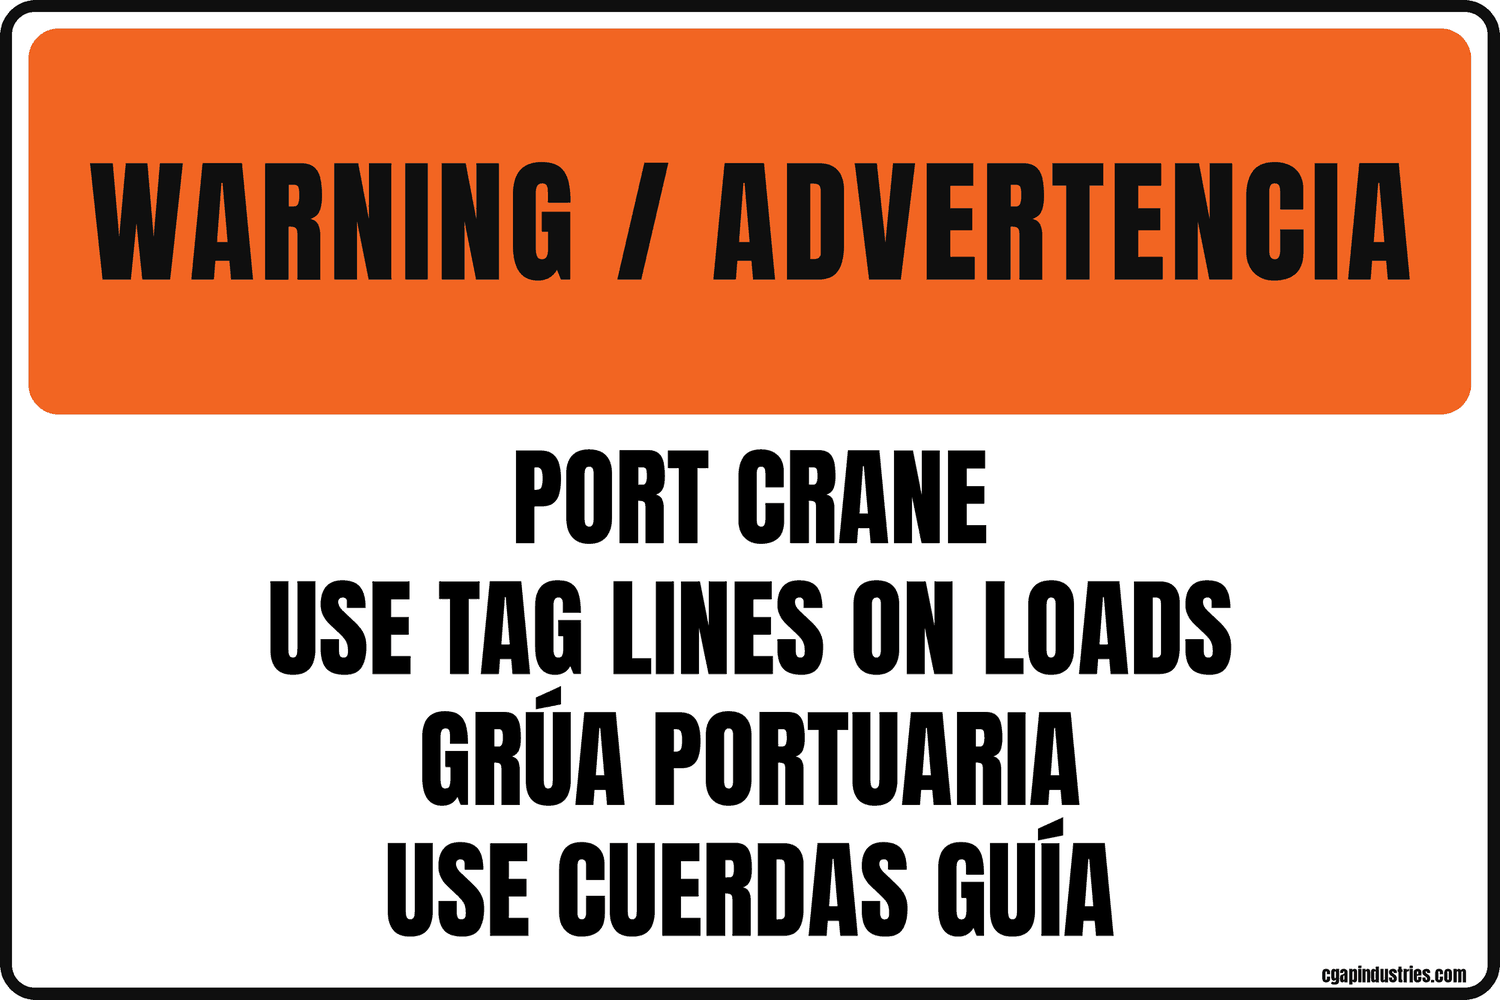 WARNING / ADVERTENCIA
PORT CRANE
USE TAG LINES ON LOADS
GRÚA PORTUARIA
USE CUERDAS GUÍA
cgapindustries.com